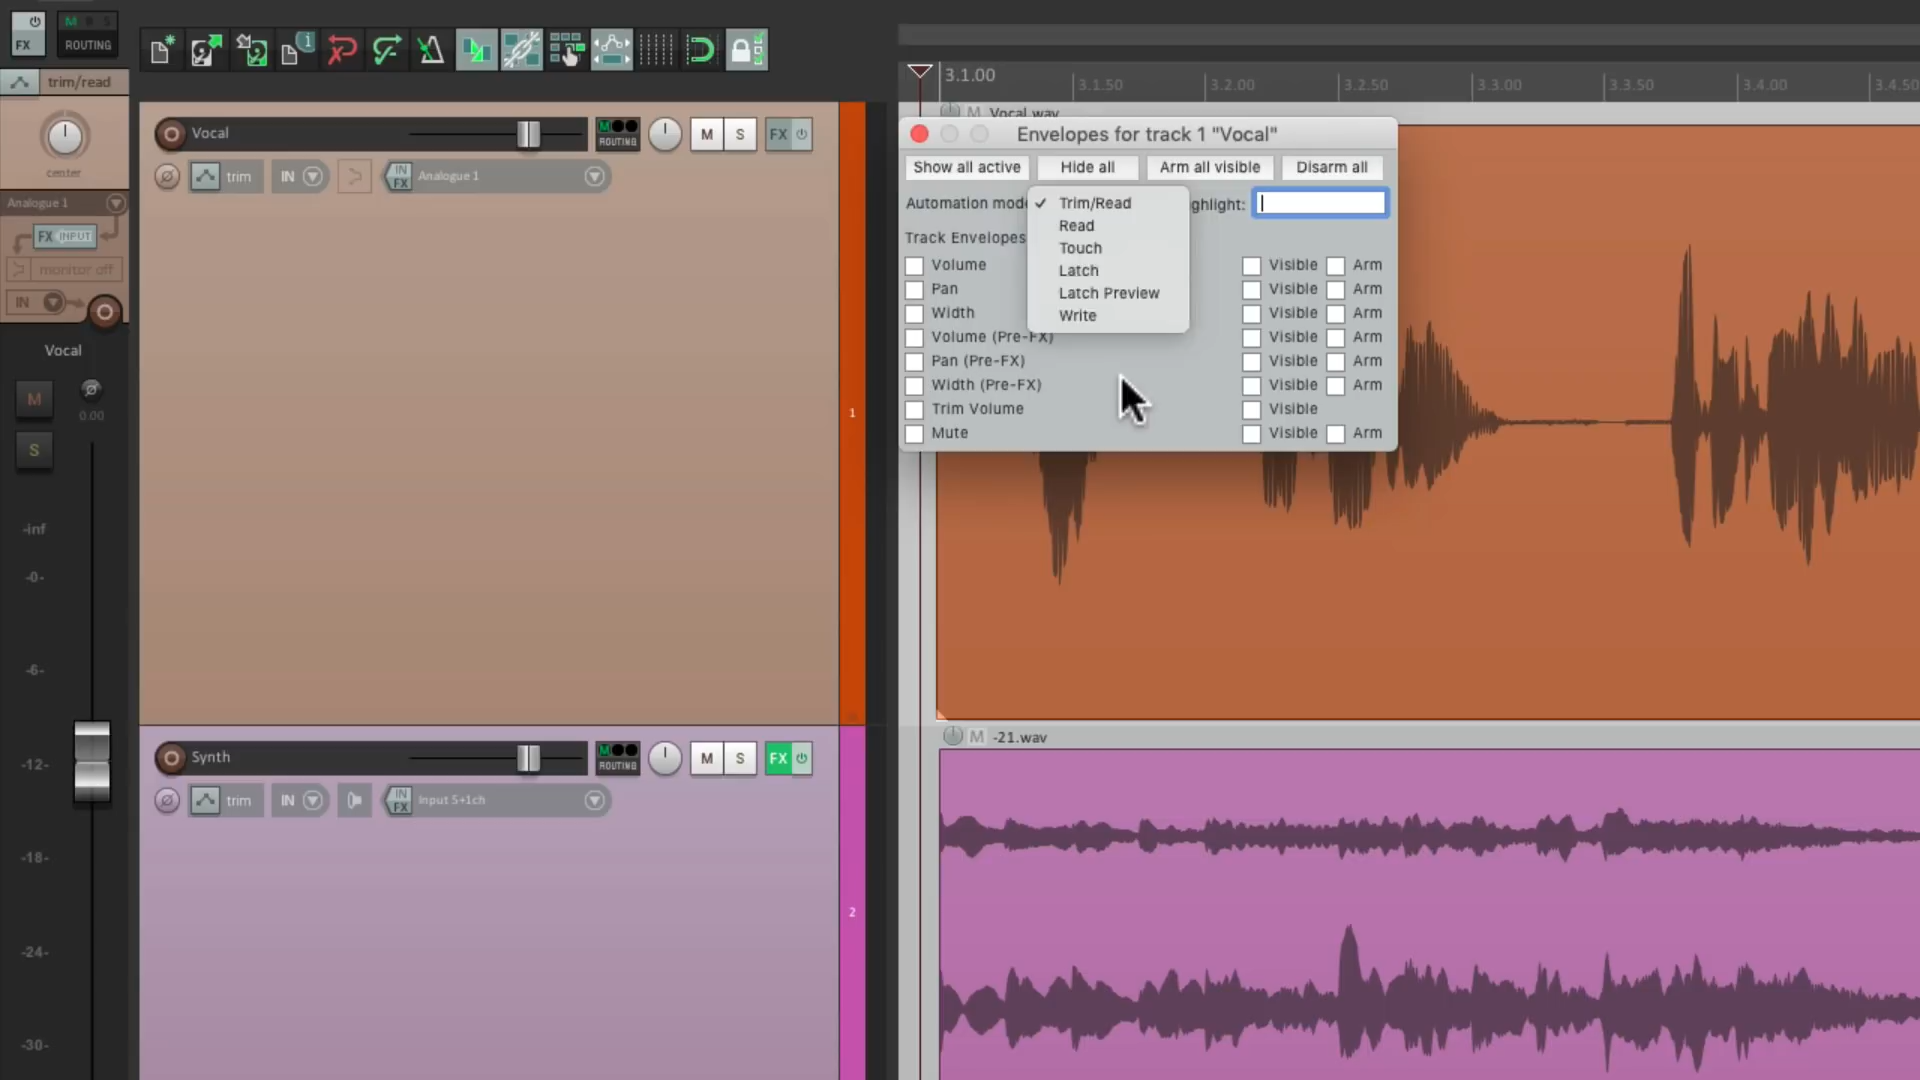 FX
M S
ROUTING
trim/read
center
Analogue 1
FX INPUT
monitor off
IN
Vocal
M
0.00
S
-inf
-0-
-6-
-12-
-18-
-24-
-30-
Vocal
M
ROUTING
M
S
FX
trim
IN
IN
FX
Analogue 1
1
Synth
M
ROUTING
M
S
FX
trim
IN
IN
FX
Input 5+1ch
2
3.1.00
3.1.50
3.2.00
3.2.50
3.3.00
3.3.50
3.4.00
3.4.50
M Vocal.wav
Envelopes for track 1 "Vocal"
Show all active
Hide all
Arm all visible
Disarm all
Automation mod
ghlight:
✓ Trim/Read
Read
Touch
Latch
Latch Preview
Write
Track Envelopes
Volume Visible Arm
Pan Visible Arm
Width Visible Arm
Volume (Pre-FX) Visible Arm
Pan (Pre-FX) Visible Arm
Width (Pre-FX) Visible Arm
Trim Volume Visible
Mute Visible Arm
M -21.wav